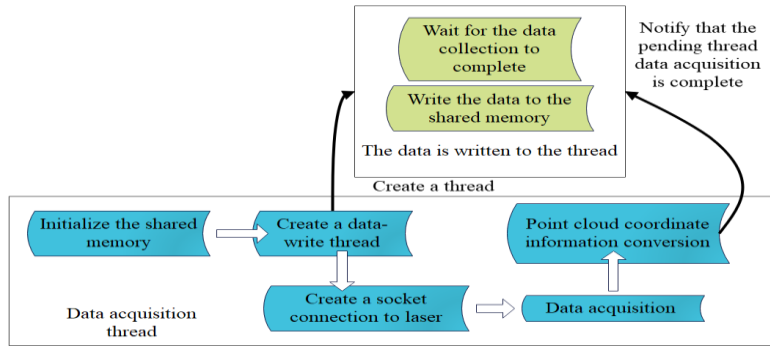 Wait for the data
collection to
complete
Write the data to the
shared memory
The data is written to the thread
Notify that the
pending thread
data acquisition
is complete
Create a thread
Initialize the shared
memory
Create a data-
write thread
Point cloud coordinate
information conversion
Create a socket
connection to laser
Data acquisition
Data acquisition
thread